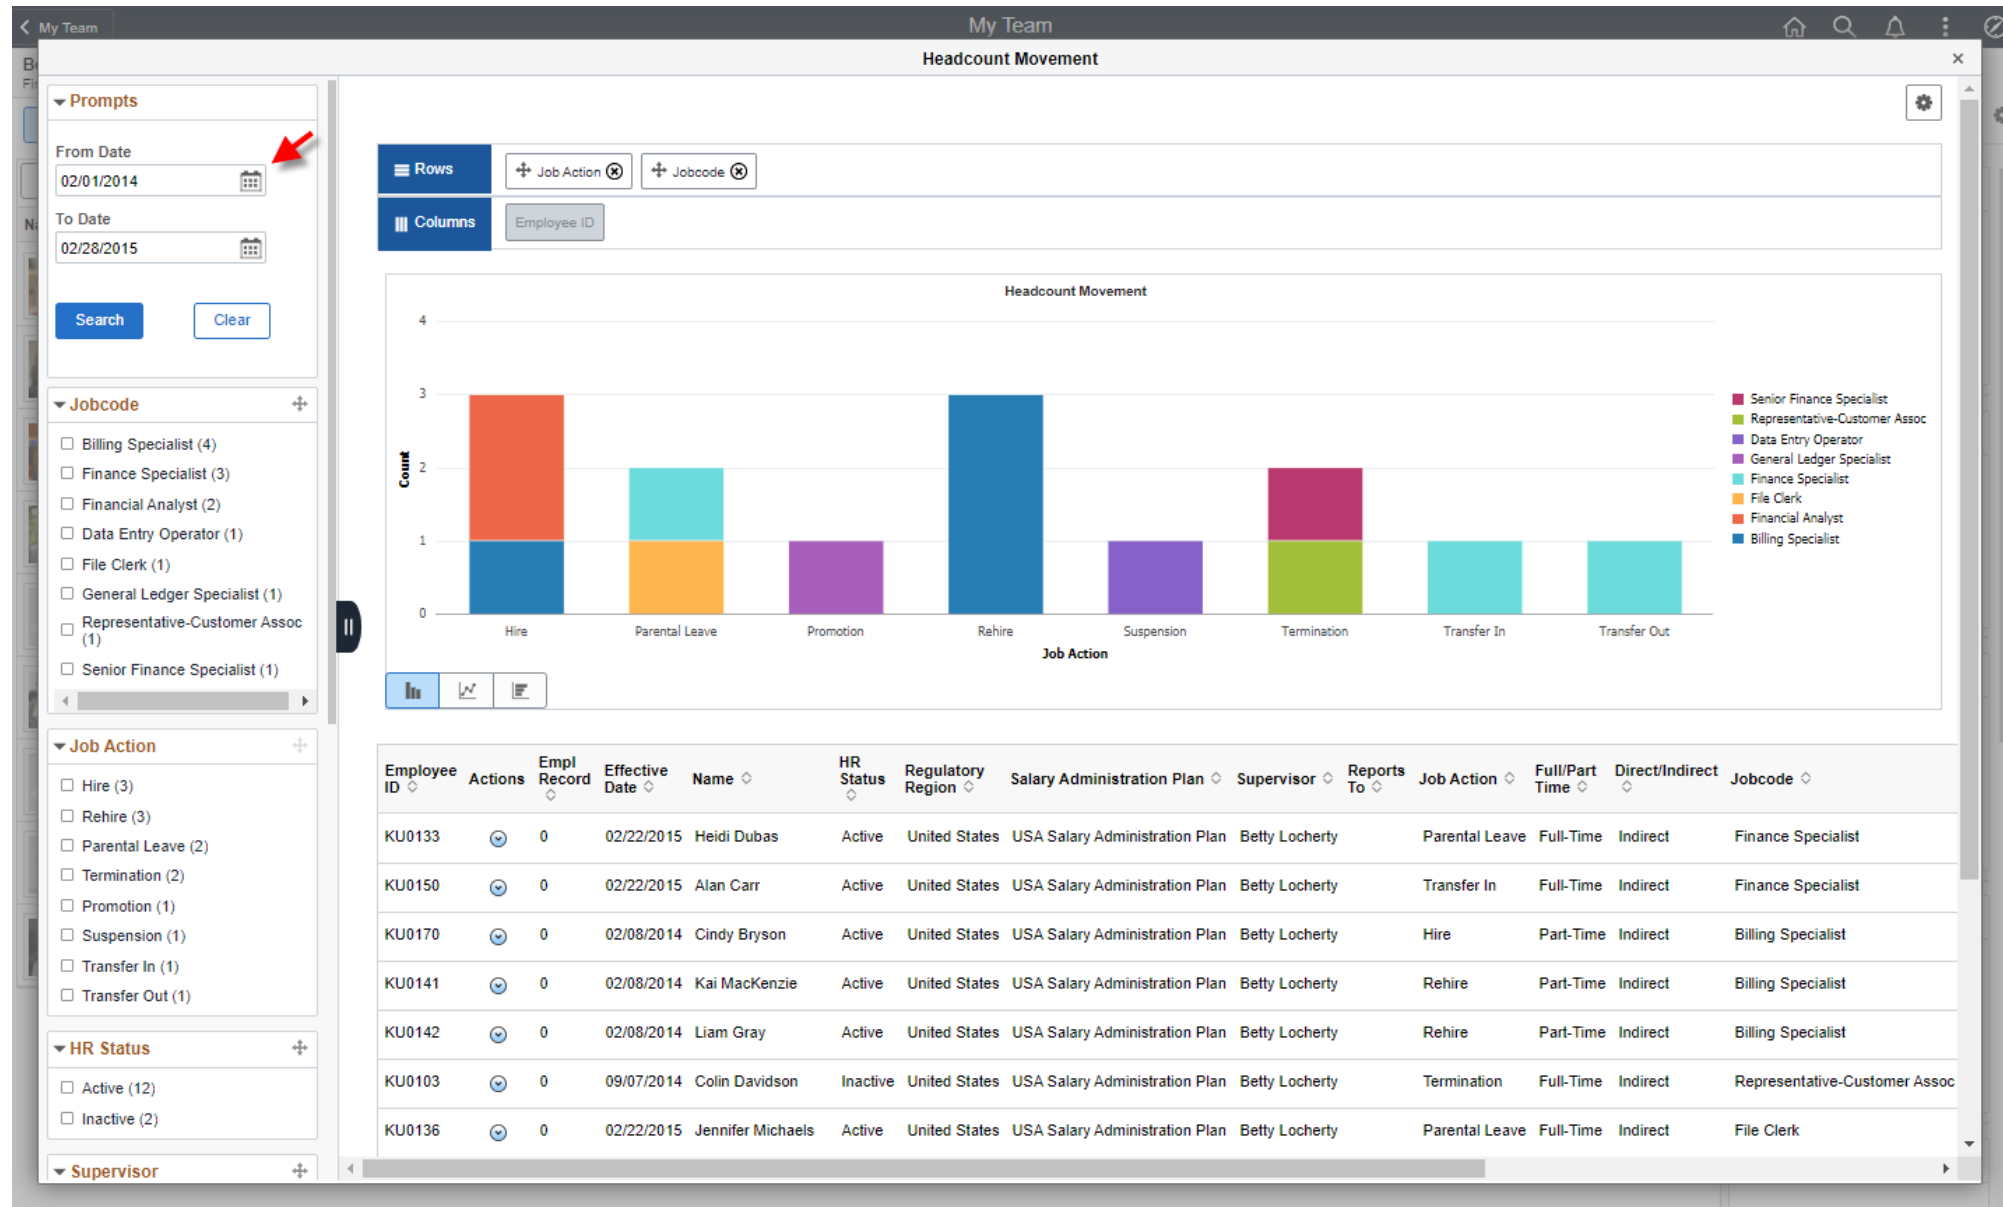 My Team
My Team
Headcount Movement
Prompts
From Date
02/01/2014
To Date
02/28/2015
Search
Clear
Jobcode
Billing Specialist (4)
Finance Specialist (3)
Financial Analyst (2)
Data Entry Operator (1)
File Clerk (1)
General Ledger Specialist (1)
Representative-Customer Assoc
(1)
Senior Finance Specialist (1)
Job Action
Hire (3)
Rehire (3)
Parental Leave (2)
Termination (2)
Promotion (1)
Suspension (1)
Transfer In (1)
Transfer Out (1)
HR Status
Active (12)
Inactive (2)
Supervisor
Rows
Job Action
Jobcode
Columns
Employee ID
Headcount Movement
4
3
2
1
0
Count
Hire
Parental Leave
Promotion
Rehire
Suspension
Termination
Transfer In
Transfer Out
Job Action
Senior Finance Specialist
Representative-Customer Assoc
Data Entry Operator
General Ledger Specialist
Finance Specialist
File Clerk
Financial Analyst
Billing Specialist
Employee ID Actions Empl Record Effective Date Name HR Status Regulatory Region Salary Administration Plan Supervisor Reports To Job Action Full/Part Time Direct/Indirect Jobcode
KU0133 0 02/22/2015 Heidi Dubas Active United States USA Salary Administration Plan Betty Locherty Parental Leave Full-Time Indirect Finance Specialist
KU0150 0 02/22/2015 Alan Carr Active United States USA Salary Administration Plan Betty Locherty Transfer In Full-Time Indirect Finance Specialist
KU0170 0 02/08/2014 Cindy Bryson Active United States USA Salary Administration Plan Betty Locherty Hire Part-Time Indirect Billing Specialist
KU0141 0 02/08/2014 Kai MacKenzie Active United States USA Salary Administration Plan Betty Locherty Rehire Part-Time Indirect Billing Specialist
KU0142 0 02/08/2014 Liam Gray Active United States USA Salary Administration Plan Betty Locherty Rehire Part-Time Indirect Billing Specialist
KU0103 0 09/07/2014 Colin Davidson Inactive United States USA Salary Administration Plan Betty Locherty Termination Full-Time Indirect Representative-Customer Assoc
KU0136 0 02/22/2015 Jennifer Michaels Active United States USA Salary Administration Plan Betty Locherty Parental Leave Full-Time Indirect File Clerk